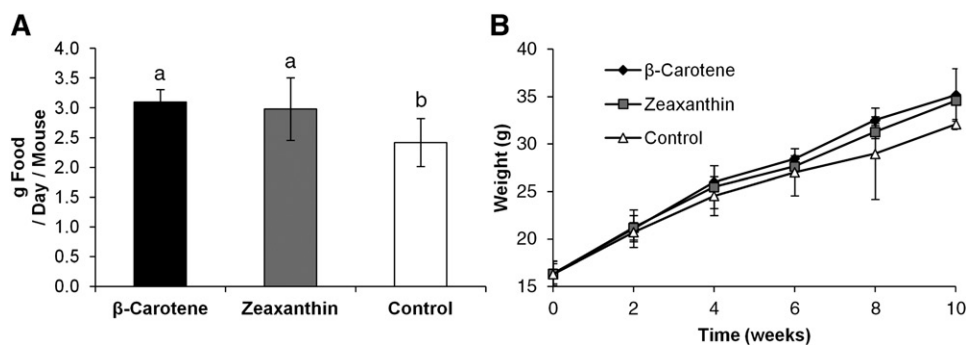 A
g Food
/ Day / Mouse
4.0
3.5
3.0
2.5
2.0
1.5
1.0
0.5
0.0
a
a
b
β-Carotene
Zeaxanthin
Control
B
Weight (g)
40
35
30
25
20
15
β-Carotene
Zeaxanthin
Control
0 2 4 6 8 10
Time (weeks)